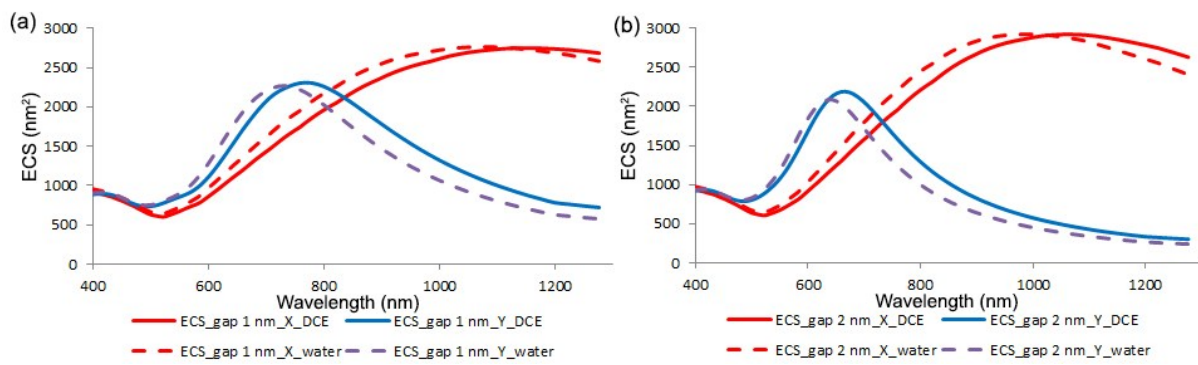 (a)
3000
2500
2000
1500
1000
500
0
ECS (nm²)
400 600 800 1000 1200
Wavelength (nm)
ECS_gap 1 nm_X_DCE ECS_gap 1 nm_Y_DCE
ECS_gap 1 nm_X_water ECS_gap 1 nm_Y_water
(b)
3000
2500
2000
1500
1000
500
0
ECS (nm²)
400 600 800 1000 1200
Wavelength (nm)
ECS_gap 2 nm_X_DCE ECS_gap 2 nm_Y_DCE
ECS_gap 2 nm_X_water ECS_gap 2 nm_Y_water